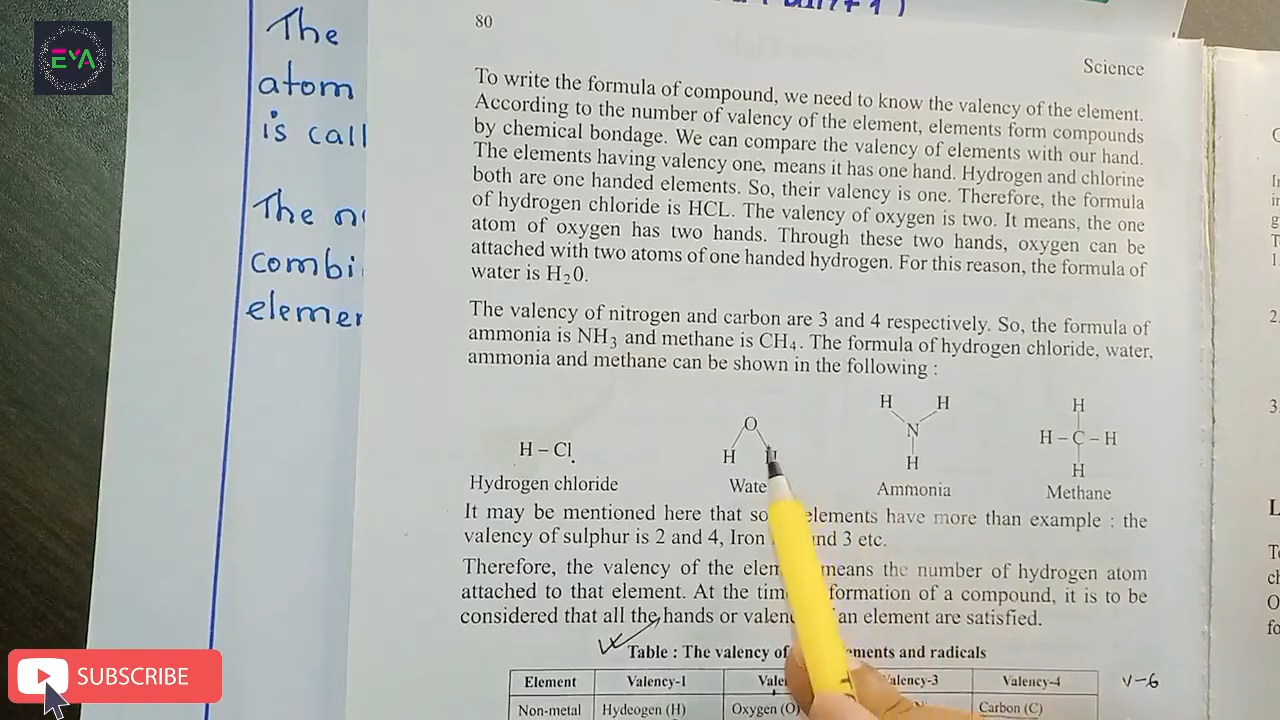 The
atom
is call
The n
combi
elemer
EYA
80
Science
To write the formula of compound, we need to know the valency of the element.
According to the number of valency of the element, elements form compounds
by chemical bondage. We can compare the valency of elements with our hand.
The elements having valency one, means it has one hand. Hydrogen and chlorine
both are one handed elements. So, their valency is one. Therefore, the formula
of hydrogen chloride is HCL. The valency of oxygen is two. It means, the one
atom of oxygen has two hands. Through these two hands, oxygen can be
attached with two atoms of one handed hydrogen. For this reason, the formula of
water is H₂0.
The valency of nitrogen and carbon are 3 and 4 respectively. So, the formula of
ammonia is NH₃ and methane is CH₄. The formula of hydrogen chloride, water,
ammonia and methane can be shown in the following :
H – Cl
O
H H
H H
N
H
H
H – C – H
H
Hydrogen chloride Wate Ammonia Methane
It may be mentioned here that so elements have more than example : the
valency of sulphur is 2 and 4, Iron nd 3 etc.
Therefore, the valency of the elem means the number of hydrogen atom
attached to that element. At the tim formation of a compound, it is to be
considered that all the hands or valen an element are satisfied.
Table : The valency of ements and radicals
Element Valency-1 Vale alency-3 Valency-4 V-6
Non-metal Hydeogen (H) Oxygen (O) Carbon (C)
SUBSCRIBE